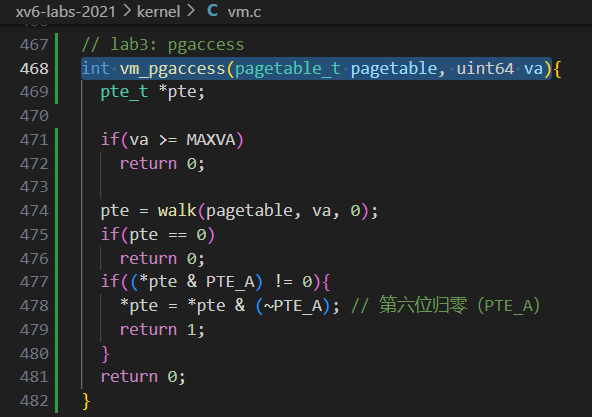 xv6-labs-2021 > kernel > C vm.c
467 // lab3: pgaccess
468 int vm_pgaccess(pagetable_t pagetable, uint64 va){
469 pte_t *pte;
470
471 if(va >= MAXVA)
472 return 0;
473
474 pte = walk(pagetable, va, 0);
475 if(pte == 0)
476 return 0;
477 if((*pte & PTE_A) != 0){
478 *pte = *pte & (~PTE_A); // 第六位归零（PTE_A）
479 return 1;
480 }
481 return 0;
482 }